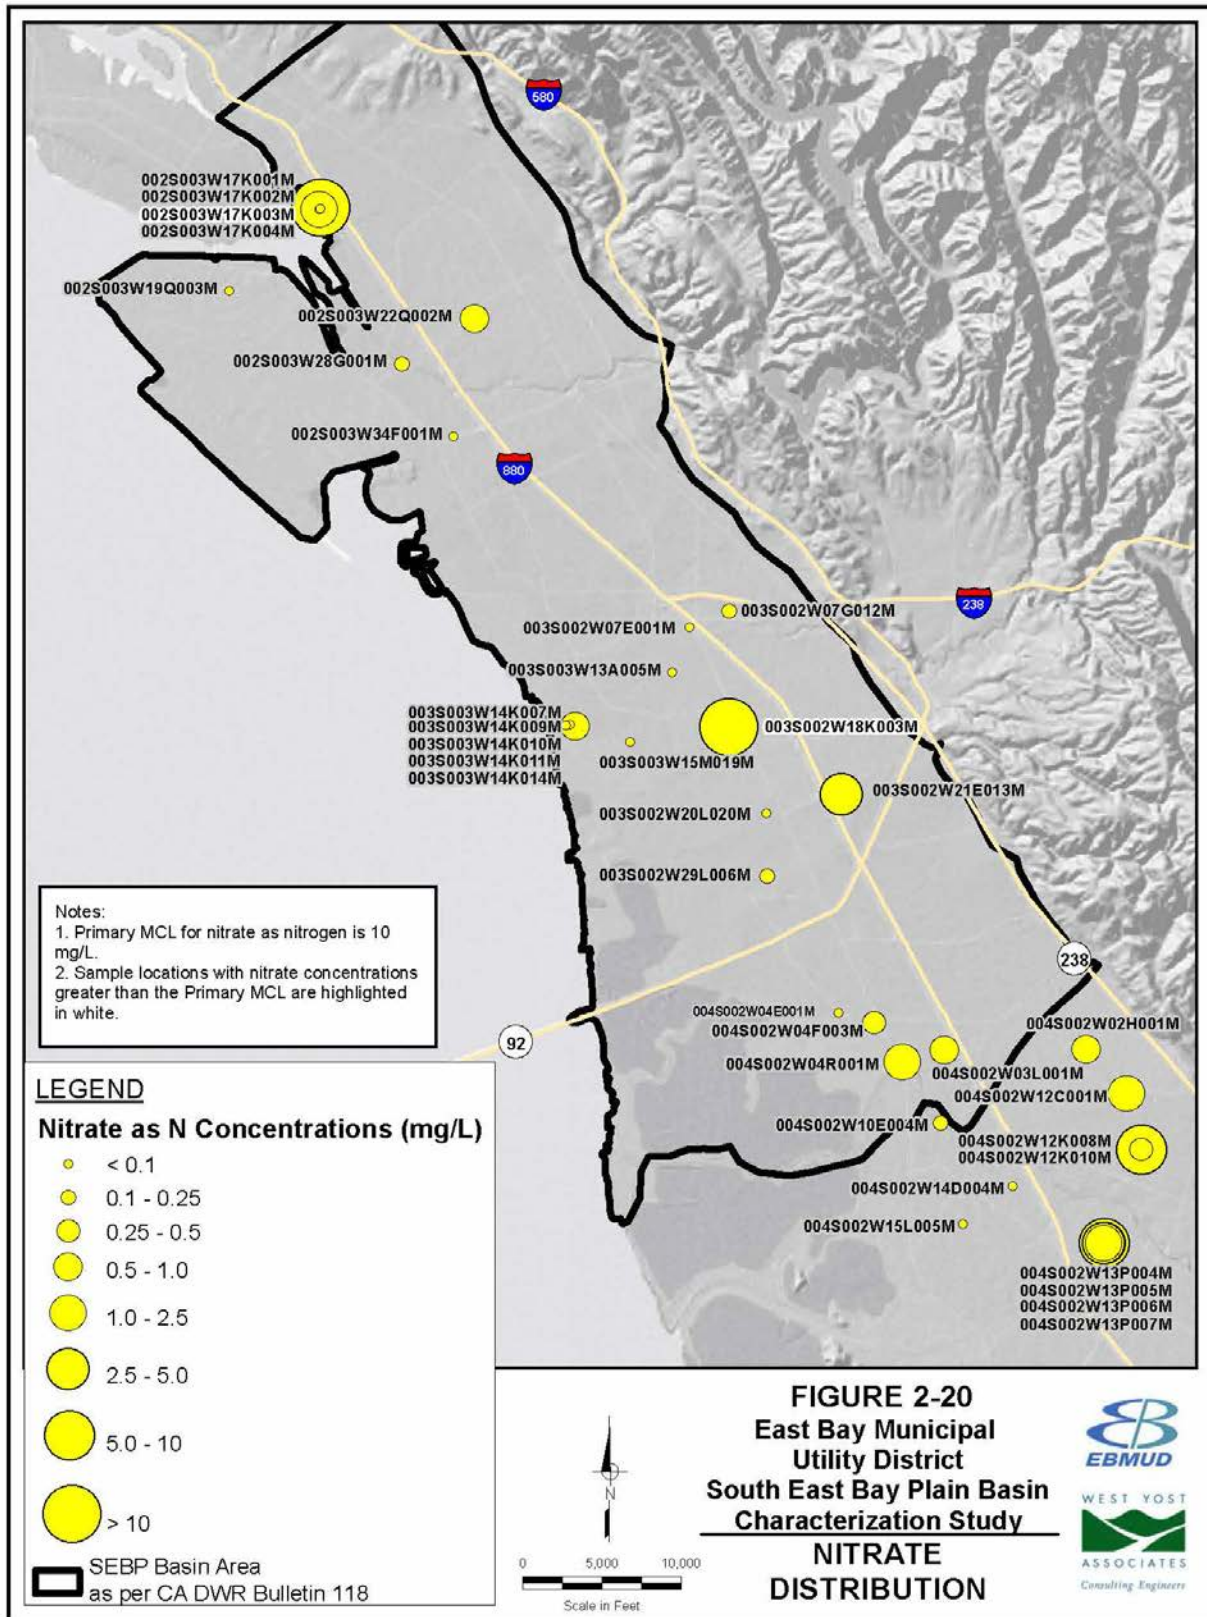 580
002S003W17K001M
002S003W17K002M
002S003W17K003M
002S003W17K004M
002S003W19Q003M
002S003W22Q002M
002S003W28G001M
002S003W34F001M
880
238
003S002W07G012M
003S002W07E001M
003S003W13A005M
003S003W14K007M
003S003W14K009M
003S003W14K010M
003S003W14K011M
003S003W14K014M
003S002W18K003M
003S003W15M019M
003S002W21E013M
003S002W20L020M
003S002W29L006M
Notes:
1. Primary MCL for nitrate as nitrogen is 10
mg/L.
2. Sample locations with nitrate concentrations
greater than the Primary MCL are highlighted
in white.
238
92
004S002W04E001M
004S002W04F003M
004S002W02H001M
004S002W04R001M
004S002W03L001M
004S002W12C001M
004S002W10E004M
004S002W12K008M
004S002W12K010M
004S002W14D004M
004S002W15L005M
004S002W13P004M
004S002W13P005M
004S002W13P006M
004S002W13P007M
LEGEND
Nitrate as N Concentrations (mg/L)
< 0.1
0.1 - 0.25
0.25 - 0.5
0.5 - 1.0
1.0 - 2.5
2.5 - 5.0
5.0 - 10
> 10
SEBP Basin Area
as per CA DWR Bulletin 118
N
0 5,000 10,000
Scale in Feet
FIGURE 2-20
East Bay Municipal
Utility District
South East Bay Plain Basin
Characterization Study
NITRATE
DISTRIBUTION
EBMUD
WEST YOST
ASSOCIATES
Consulting Engineers